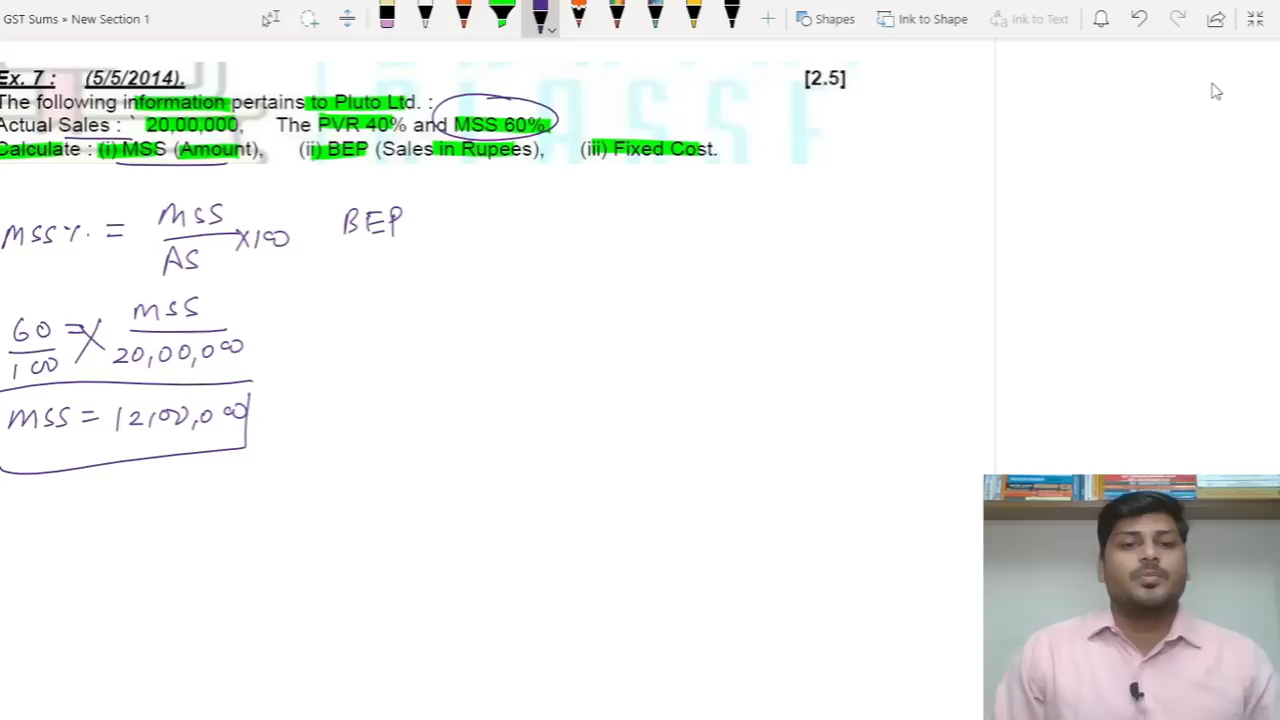 GST Sums » New Section 1
Shapes
Ink to Shape
Ink to Text
Ex. 7 : (5/5/2014). [2.5]
The following information pertains to Pluto Ltd. :
Actual Sales : ` 20,00,000, The PVR 40% and MSS 60%.
Calculate : (i) MSS (Amount), (ii) BEP (Sales in Rupees), (iii) Fixed Cost.
MSS%. = MSS / AS × 100
BEP
60 / 100 = MSS / 20,00,000
MSS = 12,00,000